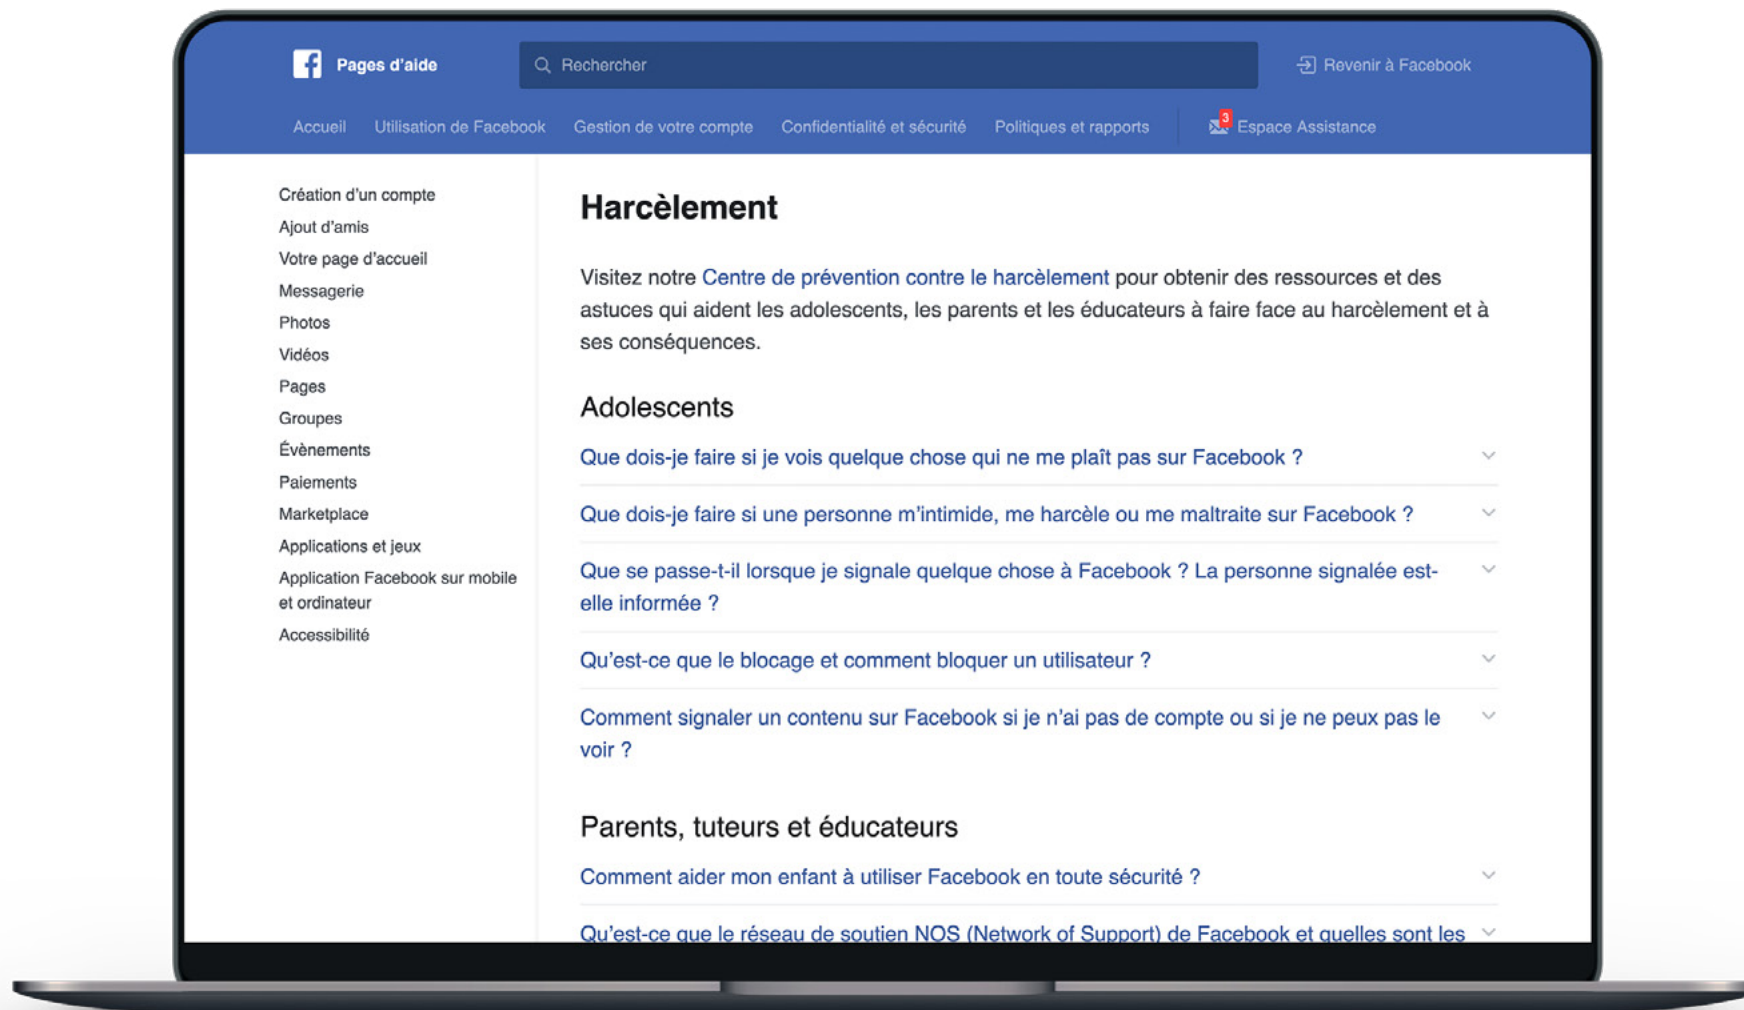 Pages d'aide
Rechercher
Revenir à Facebook
Accueil
Utilisation de Facebook
Gestion de votre compte
Confidentialité et sécurité
Politiques et rapports
3
Espace Assistance
Création d'un compte
Ajout d'amis
Votre page d'accueil
Messagerie
Photos
Vidéos
Pages
Groupes
Évènements
Paiements
Marketplace
Applications et jeux
Application Facebook sur mobile
et ordinateur
Accessibilité
Harcèlement
Visitez notre Centre de prévention contre le harcèlement pour obtenir des ressources et des
astuces qui aident les adolescents, les parents et les éducateurs à faire face au harcèlement et à
ses conséquences.
Adolescents
Que dois-je faire si je vois quelque chose qui ne me plaît pas sur Facebook ?
Que dois-je faire si une personne m'intimide, me harcèle ou me maltraite sur Facebook ?
Que se passe-t-il lorsque je signale quelque chose à Facebook ? La personne signalée est-
elle informée ?
Qu'est-ce que le blocage et comment bloquer un utilisateur ?
Comment signaler un contenu sur Facebook si je n'ai pas de compte ou si je ne peux pas le
voir ?
Parents, tuteurs et éducateurs
Comment aider mon enfant à utiliser Facebook en toute sécurité ?
Qu'est-ce que le réseau de soutien NOS (Network of Support) de Facebook et quelles sont les